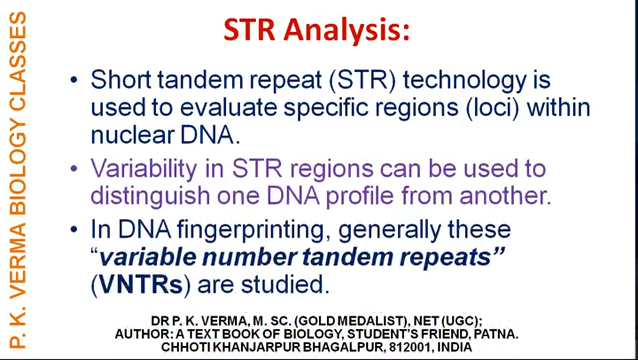 STR Analysis:
P. K. VERMA BIOLOGY CLASSES
• Short tandem repeat (STR) technology is
used to evaluate specific regions (loci) within
nuclear DNA.
• Variability in STR regions can be used to
distinguish one DNA profile from another.
• In DNA fingerprinting, generally these
“variable number tandem repeats”
(VNTRs) are studied.
DR P. K. VERMA, M. SC. (GOLD MEDALIST), NET (UGC);
AUTHOR: A TEXT BOOK OF BIOLOGY, STUDENT'S FRIEND, PATNA.
CHHOTI KHANJARPUR BHAGALPUR, 812001, INDIA